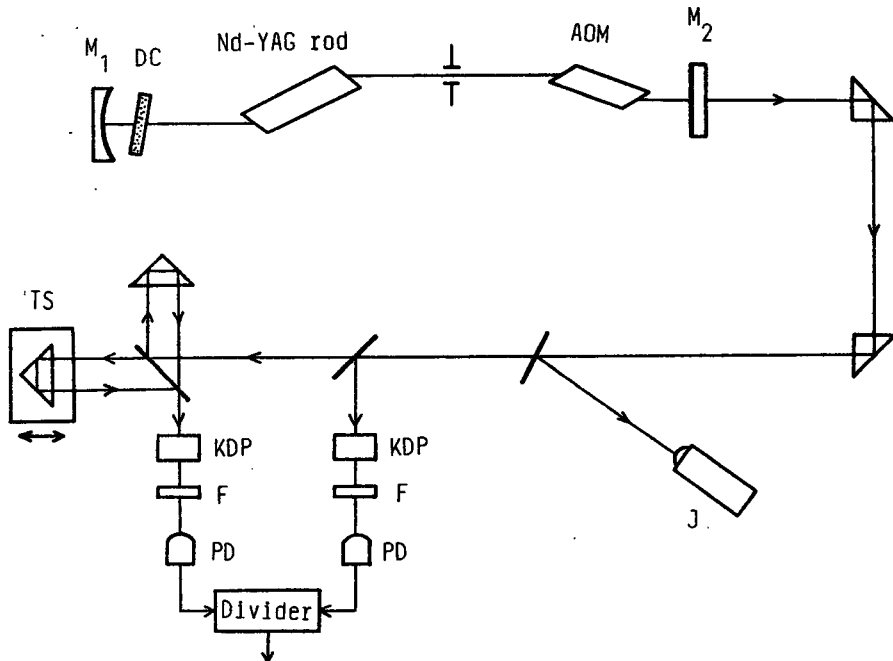 M1 DC Nd-YAG rod AOM M2
TS
KDP KDP
F F
J
PD PD
Divider